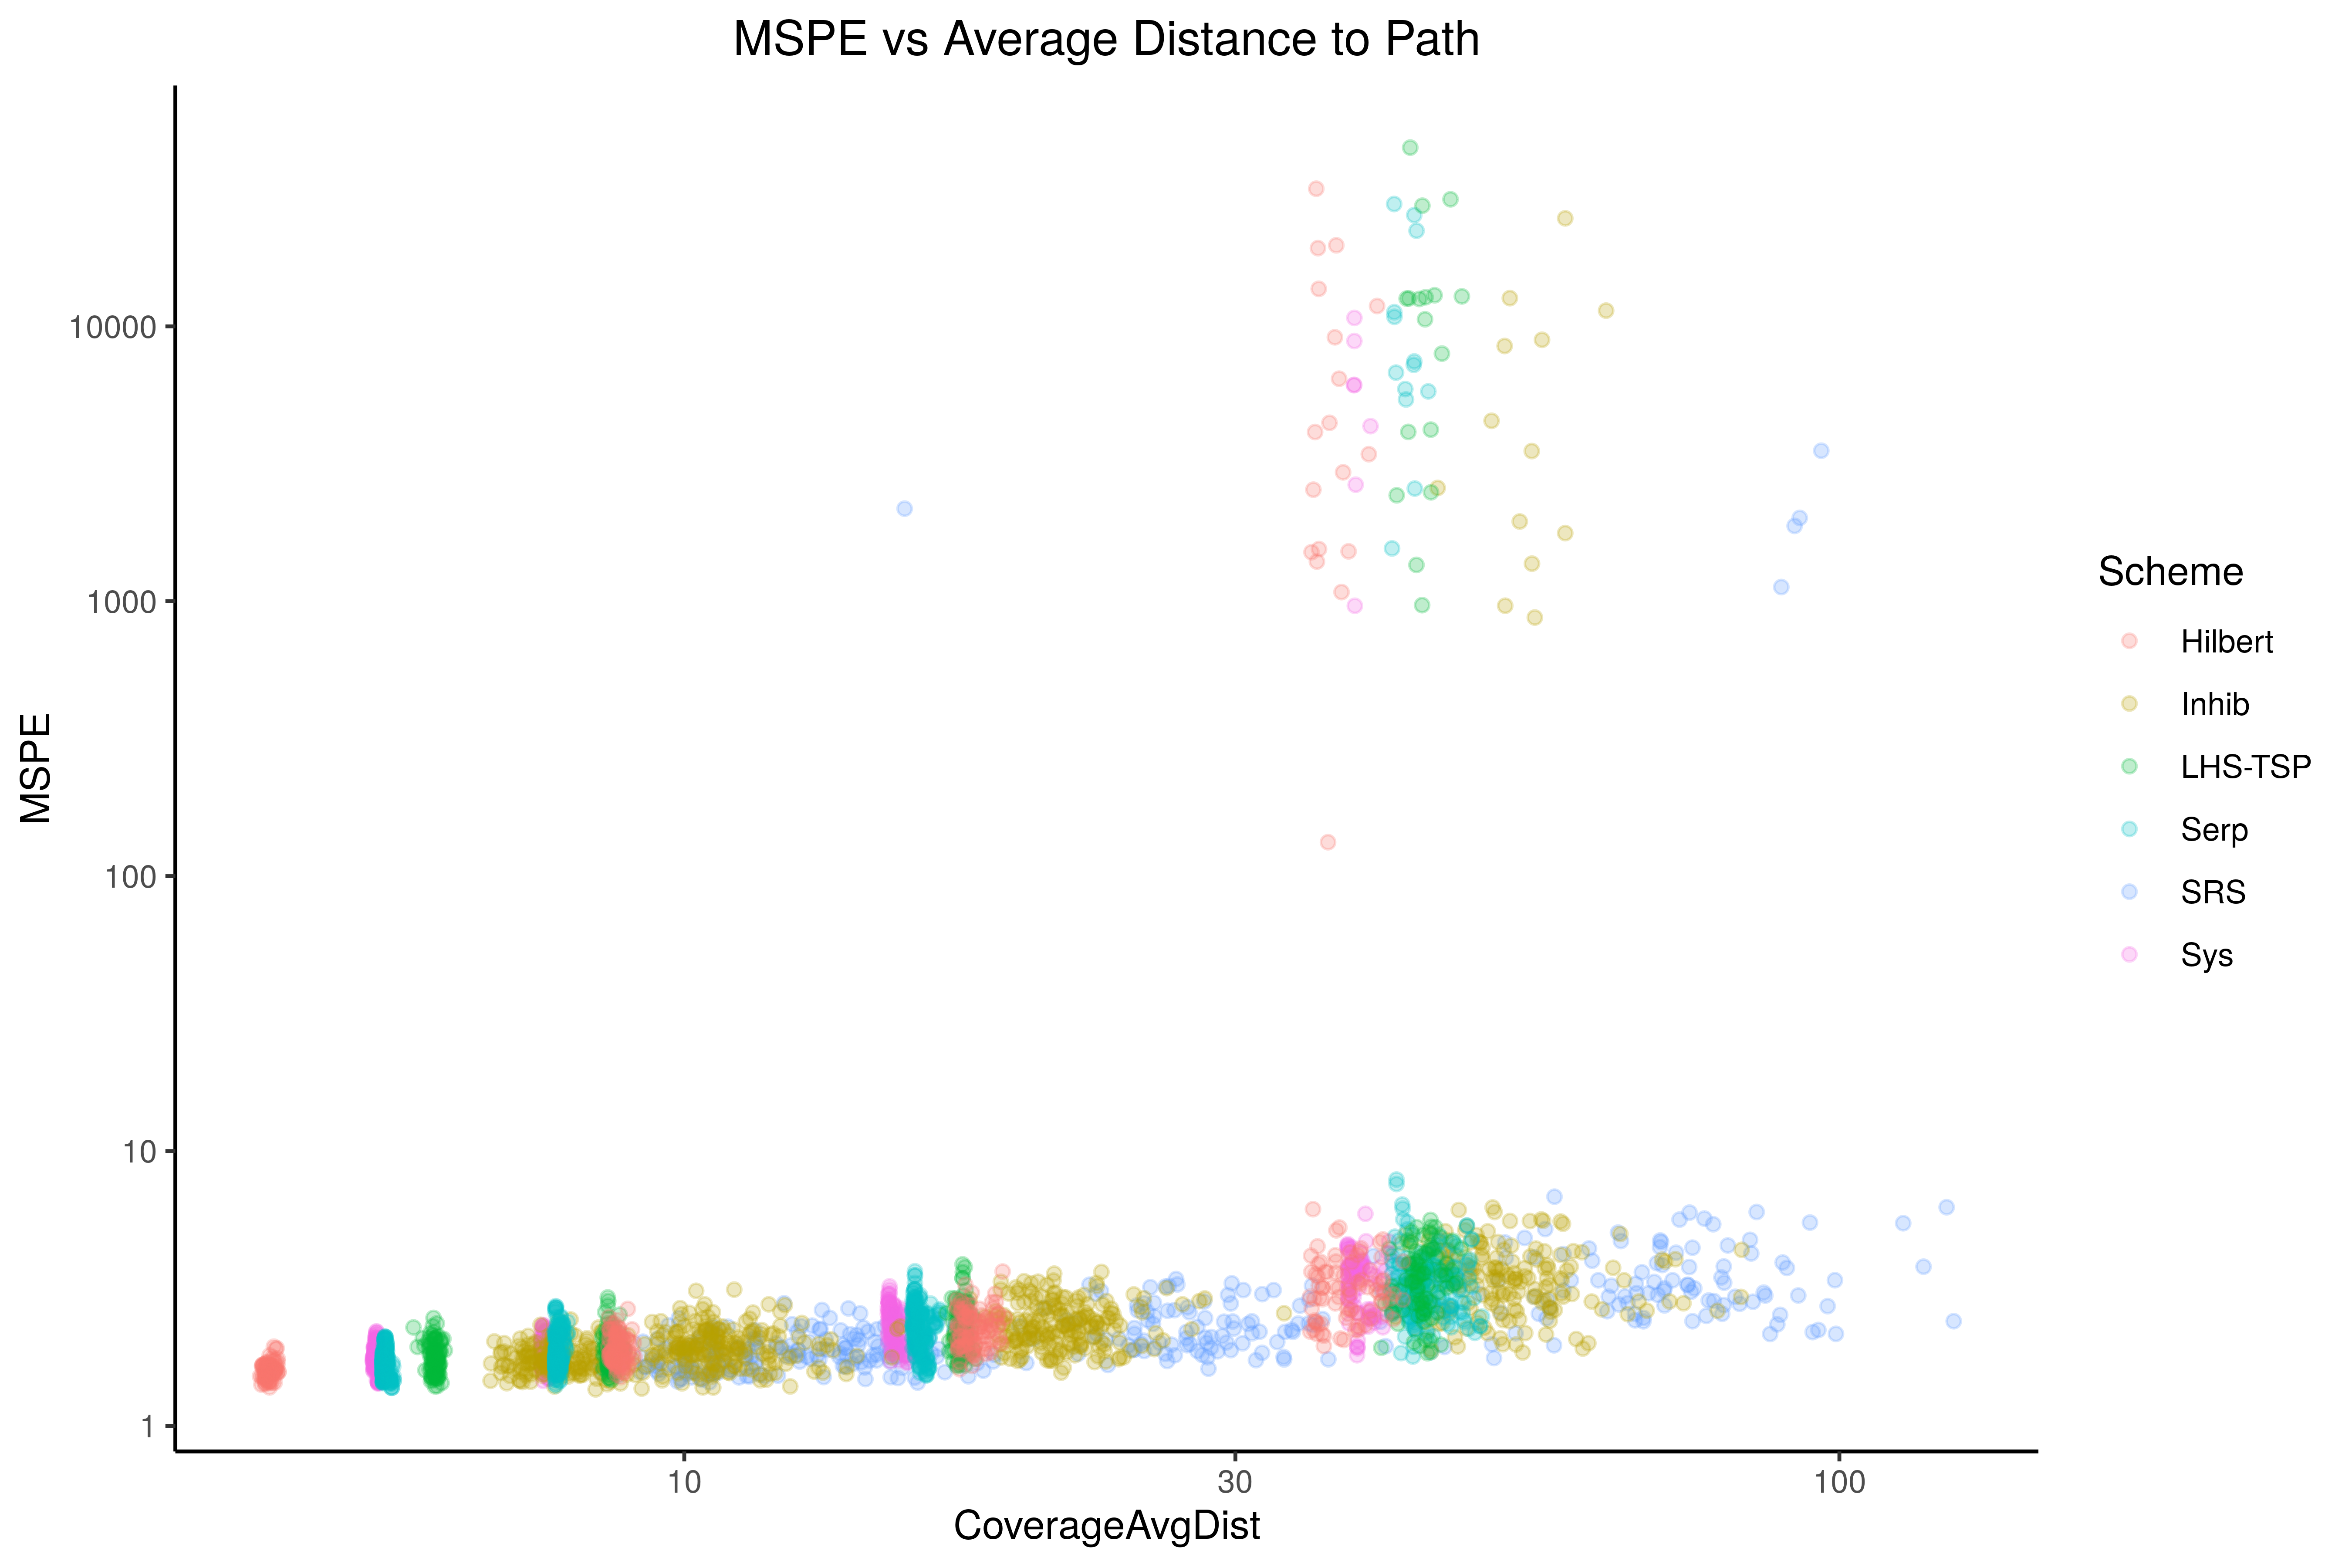 MSPE vs Average Distance to Path
MSPE
10000
1000
100
10
1
10
30
100
CoverageAvgDist
Scheme
Hilbert
Inhib
LHS-TSP
Serp
SRS
Sys